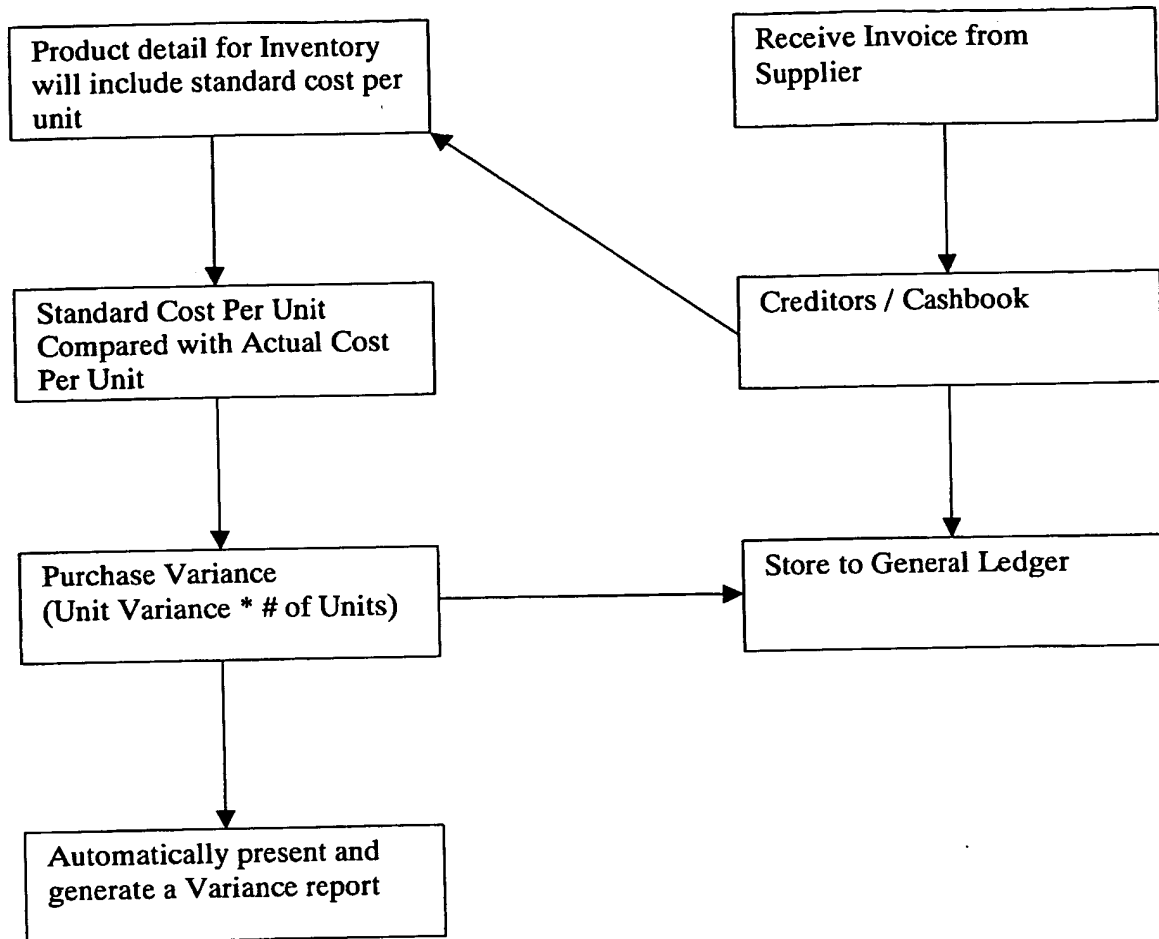 Product detail for Inventory
will include standard cost per
unit
Receive Invoice from
Supplier
Standard Cost Per Unit
Compared with Actual Cost
Per Unit
Creditors / Cashbook
Purchase Variance
(Unit Variance * # of Units)
Store to General Ledger
Automatically present and
generate a Variance report